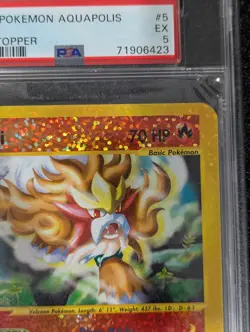 POKEMON AQUAPOLIS #5
EX
TOPPER PSA 5
71906423
i 70 HP
Basic Pokémon
Volcano Pokémon. Length: 6' 11", Weight: 437 lbs.